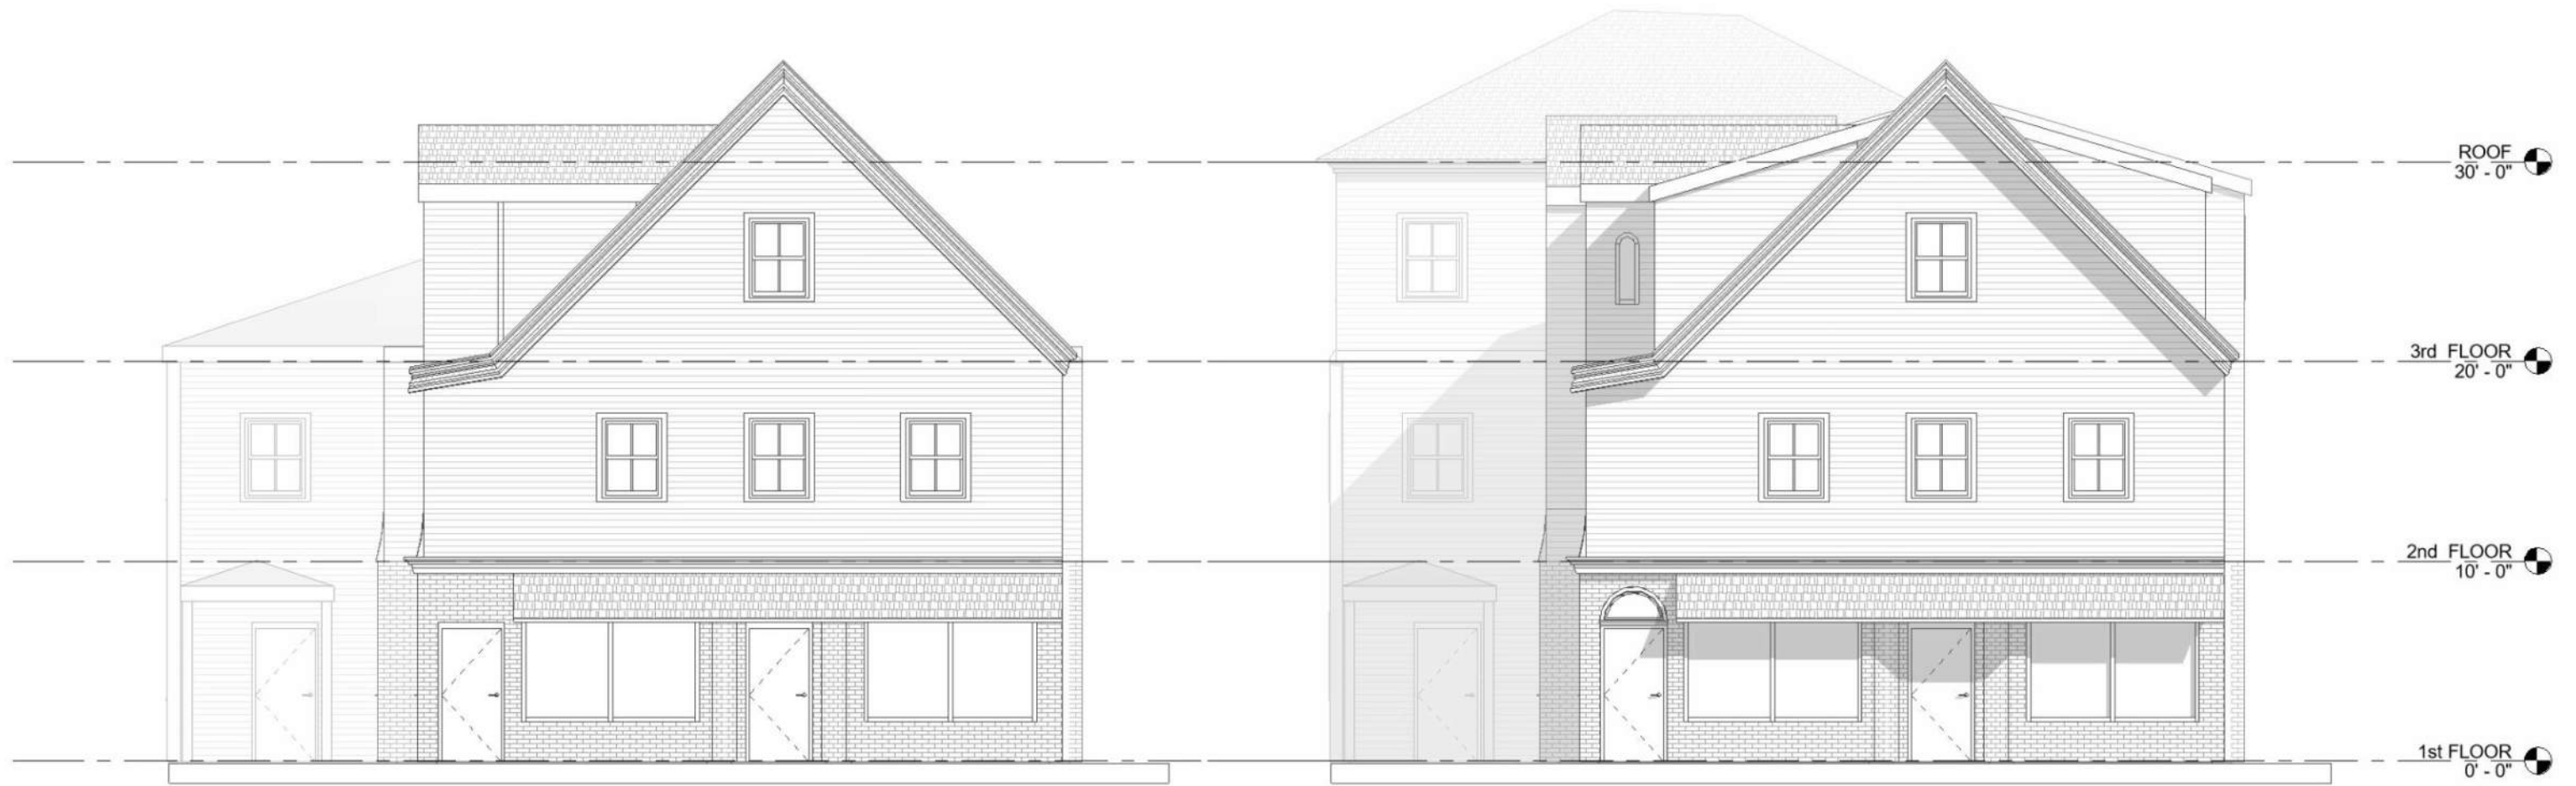 ROOF
30' - 0"
3rd FLOOR
20' - 0"
2nd FLOOR
10' - 0"
1st FLOOR
0' - 0"